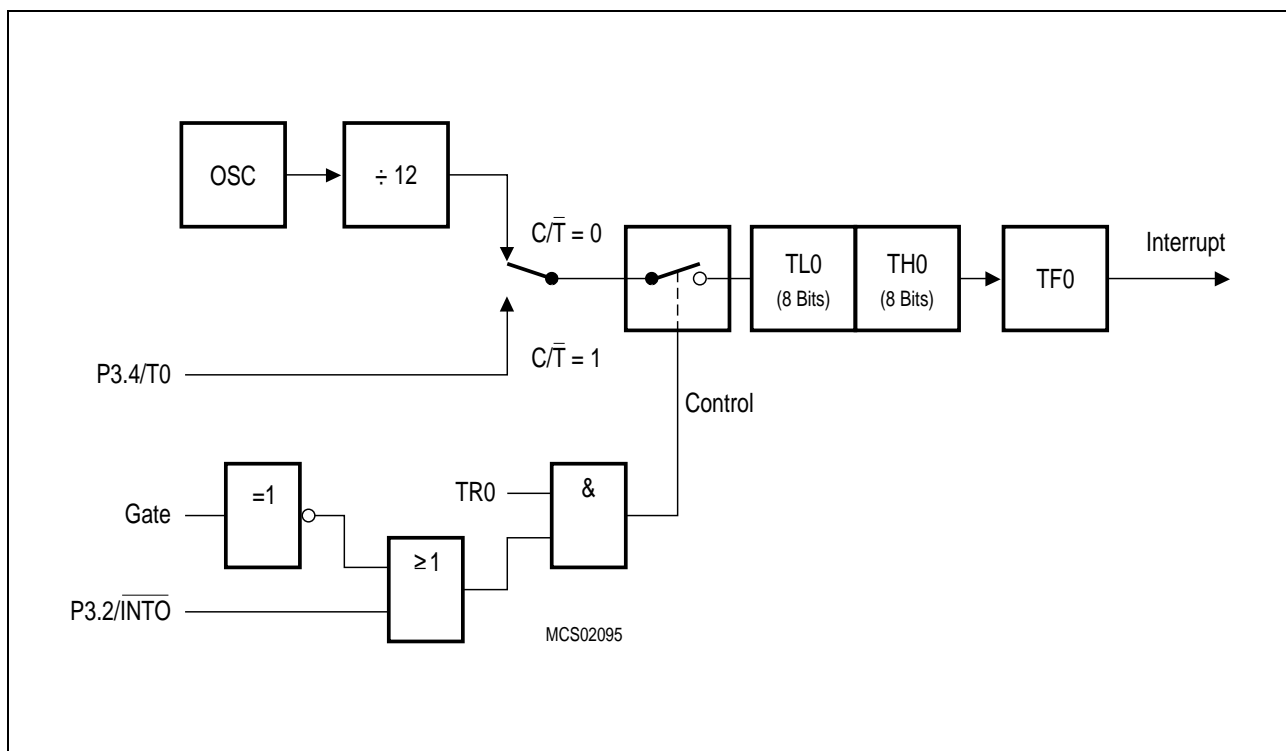 OSC
÷ 12
C/T̅ = 0
TL0
(8 Bits)
TH0
(8 Bits)
TF0
Interrupt
P3.4/T0
C/T̅ = 1
Control
Gate
=1
TR0
&
≥1
P3.2/I̅N̅T̅O̅
MCS02095